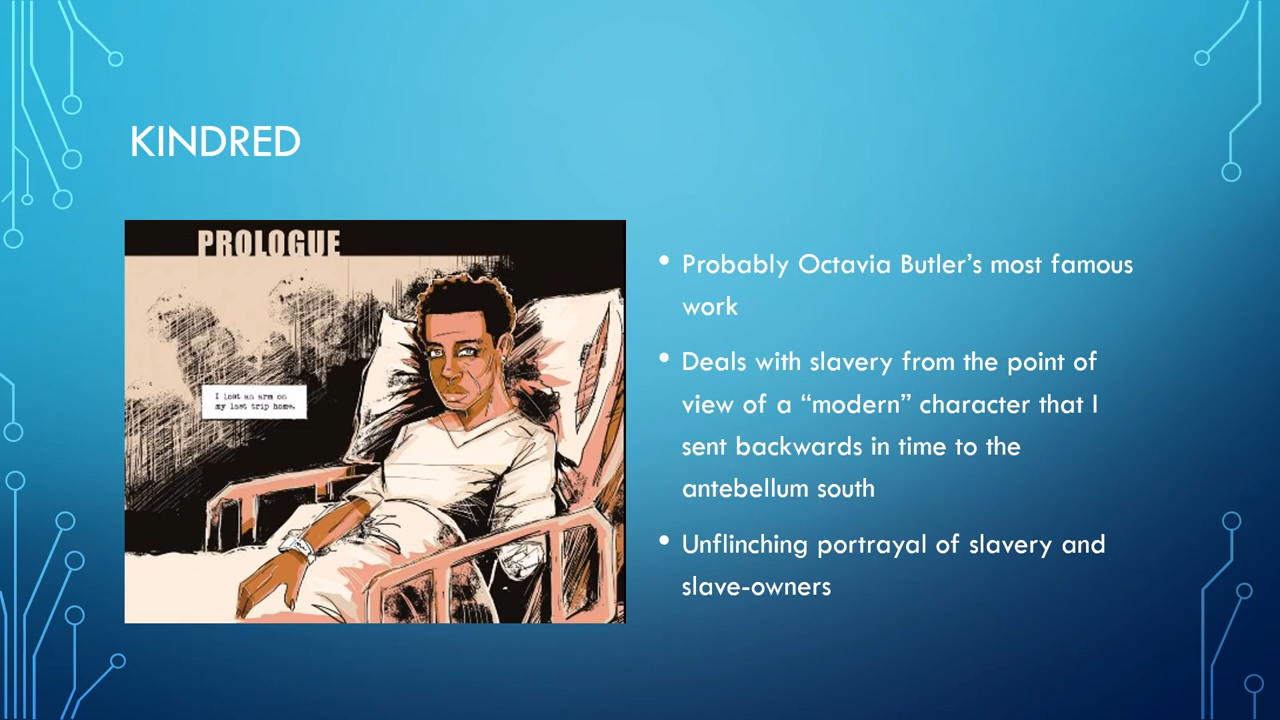 KINDRED
PROLOGUE
I lost an arm on
my last trip home.
• Probably Octavia Butler’s most famous
work
• Deals with slavery from the point of
view of a “modern” character that I
sent backwards in time to the
antebellum south
• Unflinching portrayal of slavery and
slave-owners